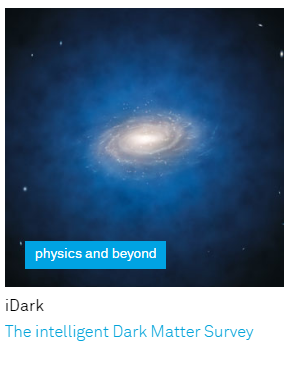 physics and beyond
iDark
The intelligent Dark Matter Survey